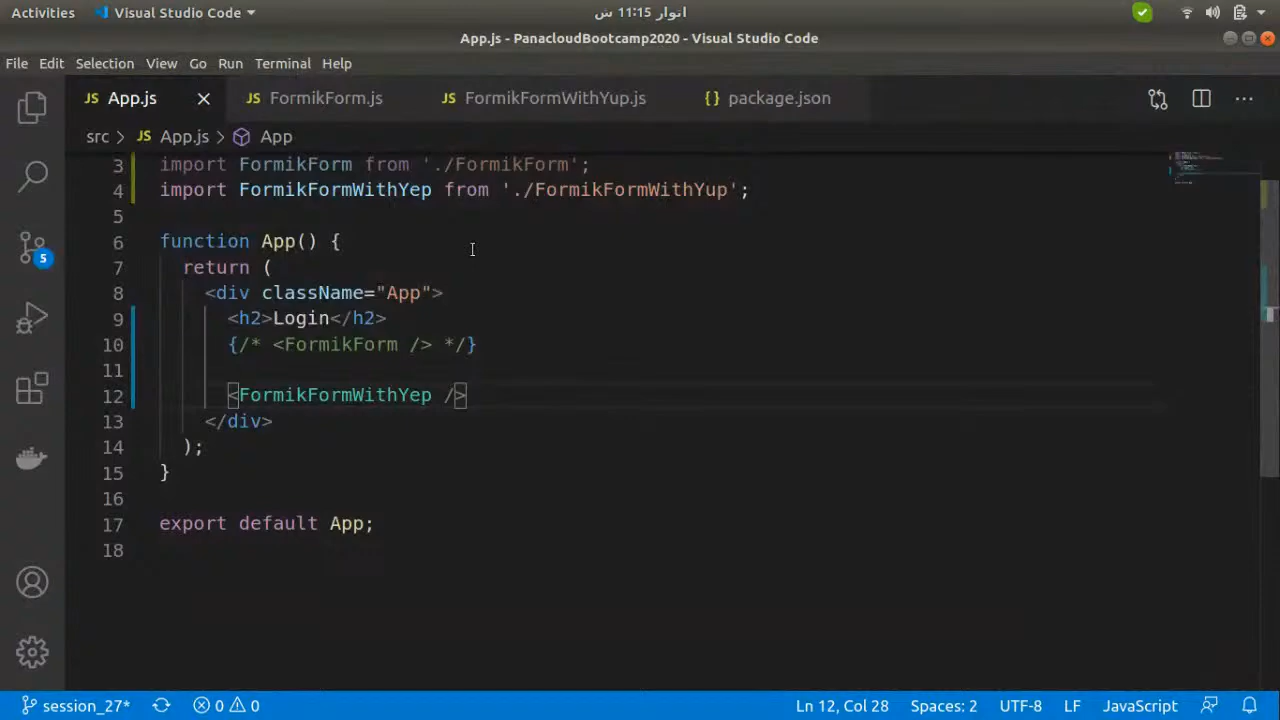 Activities
Visual Studio Code
انوار 11:15 ش
App.js - PanacloudBootcamp2020 - Visual Studio Code
File Edit Selection View Go Run Terminal Help
JS App.js
JS FormikForm.js
JS FormikFormWithYup.js
{} package.json
src > JS App.js > App
3 import FormikForm from './FormikForm';
4 import FormikFormWithYep from './FormikFormWithYup';
5
6 function App() {
7 return (
8 <div className="App">
9 <h2>Login</h2>
10 {/* <FormikForm /> */}
11
12 <FormikFormWithYep />
13 </div>
14 );
15 }
16
17 export default App;
18
5
session_27*
0 0
Ln 12, Col 28
Spaces: 2
UTF-8
LF
JavaScript